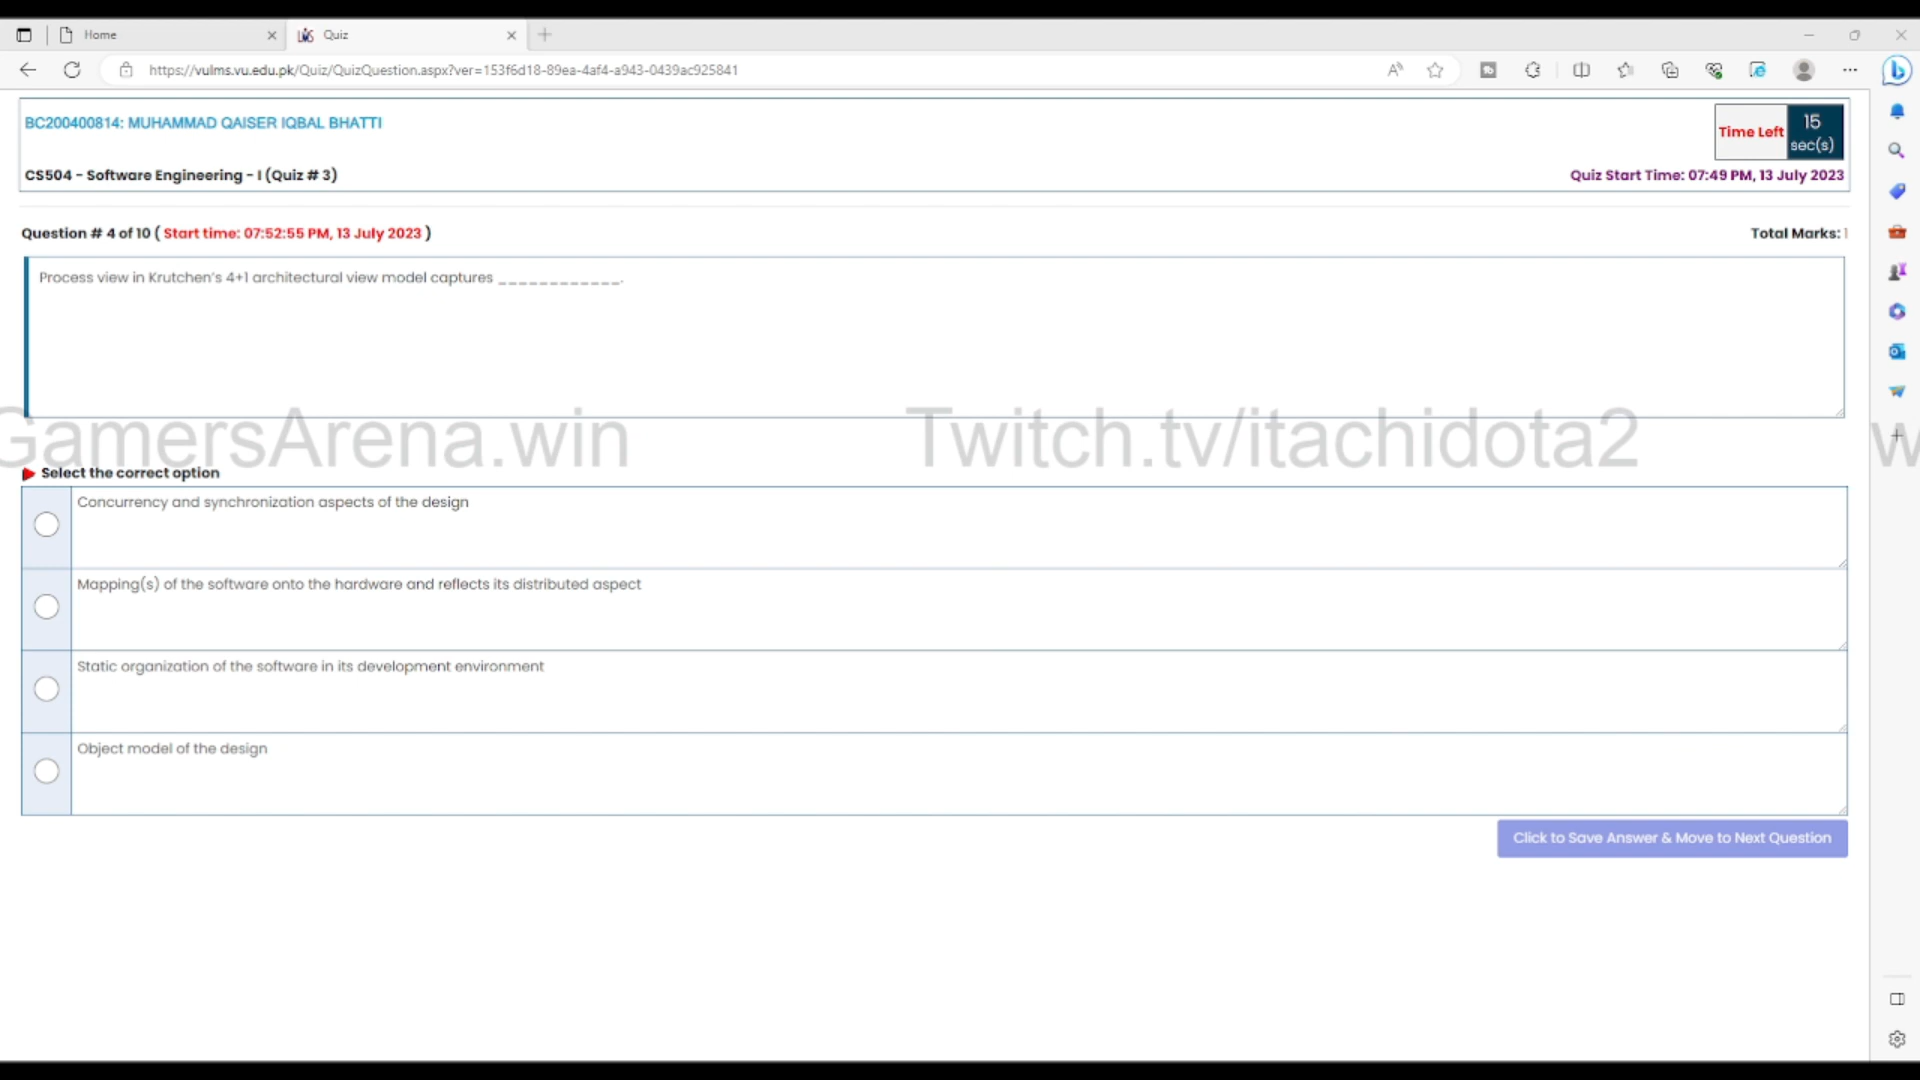 Home
Quiz
https://vulms.vu.edu.pk/Quiz/QuizQuestion.aspx?ver=153f6d18-89ea-4af4-a943-0439ac925841
BC200400814: MUHAMMAD QAISER IQBAL BHATTI
Time Left 15 sec(s)
CS504 - Software Engineering - I (Quiz # 3)
Quiz Start Time: 07:49 PM, 13 July 2023
Question # 4 of 10 ( Start time: 07:52:55 PM, 13 July 2023 )
Total Marks: 1
Process view in Krutchen's 4+1 architectural view model captures ____________.
GamersArena.win
Twitch.tv/itachidota2
w
Select the correct option
Concurrency and synchronization aspects of the design
Mapping(s) of the software onto the hardware and reflects its distributed aspect
Static organization of the software in its development environment
Object model of the design
Click to Save Answer & Move to Next Question